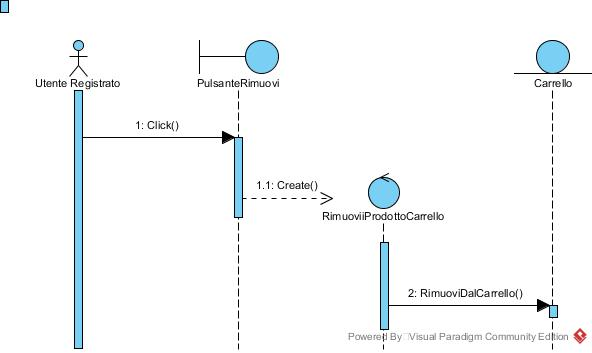 Utente Registrato
PulsanteRimuovi
Carrello
1: Click()
1.1: Create()
RimuoviiProdottoCarrello
2: RimuoviDalCarrello()
Powered By Visual Paradigm Community Edition